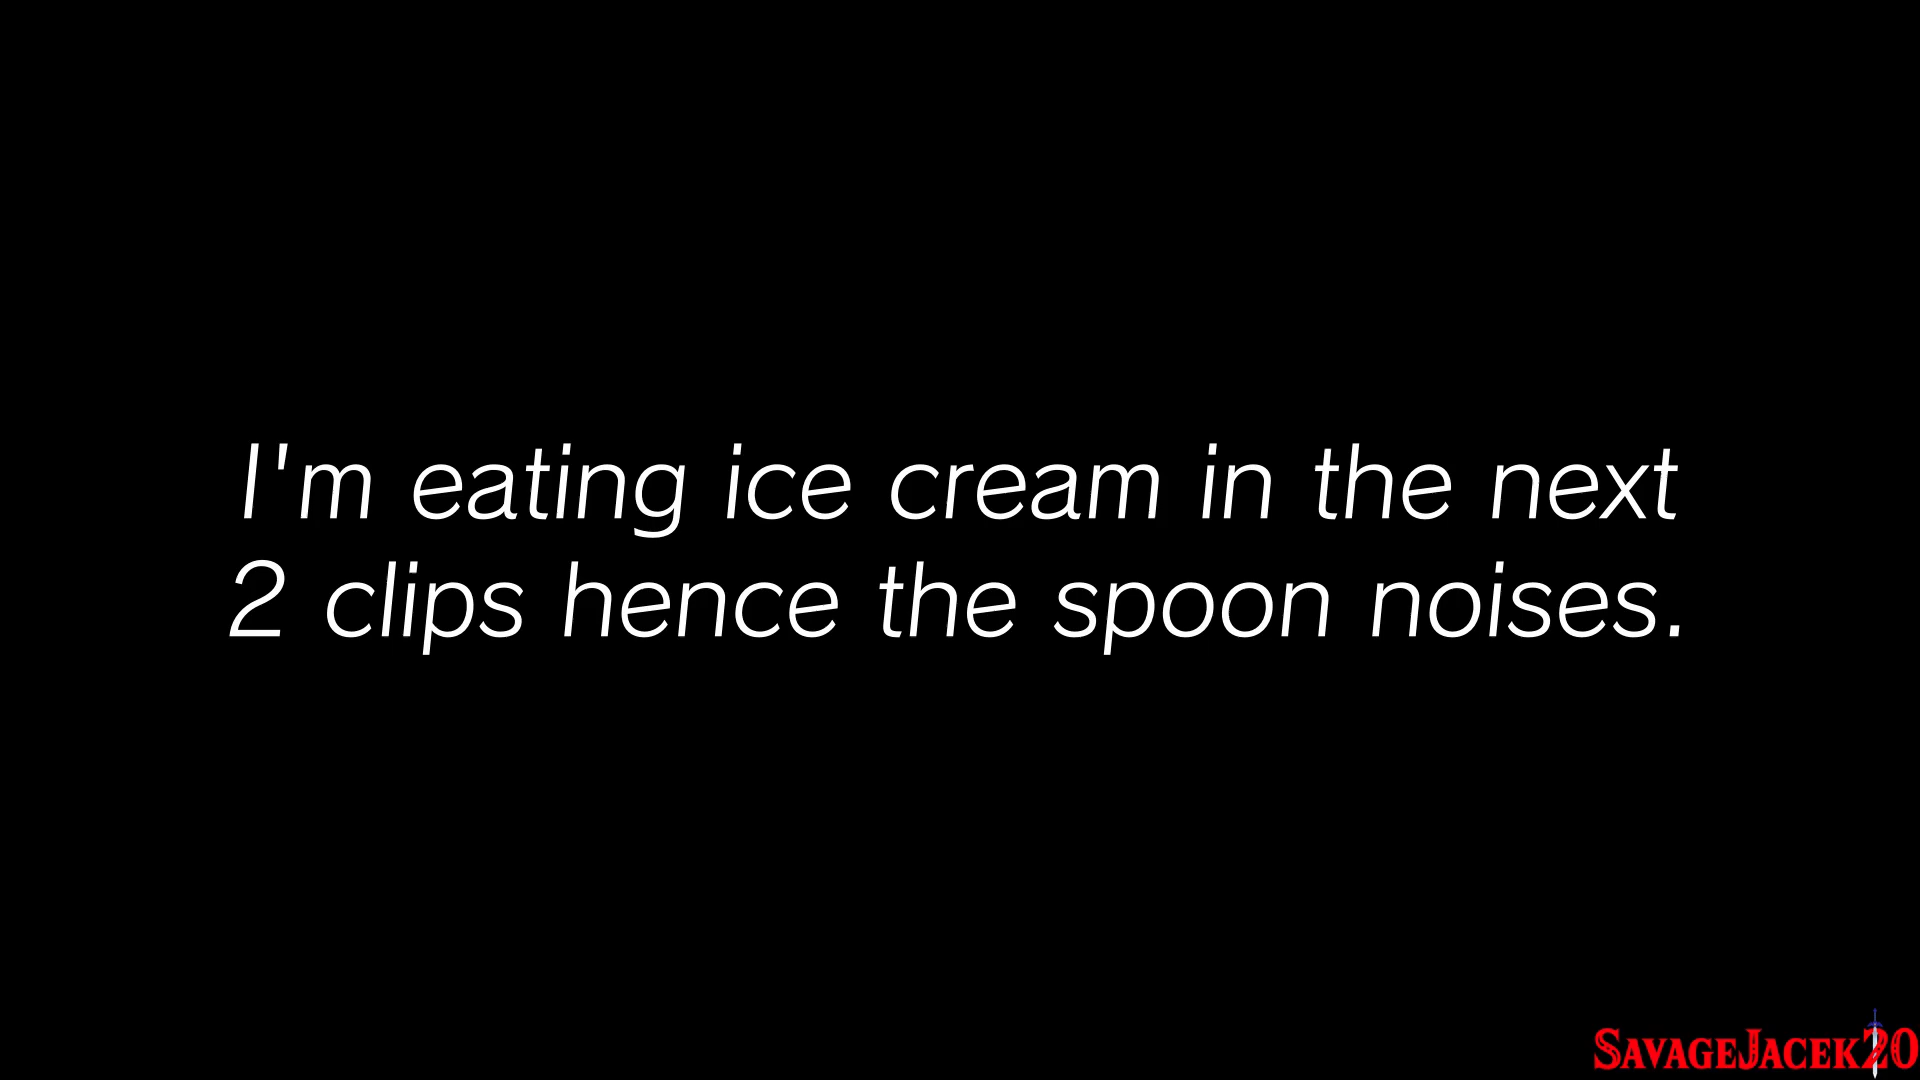 I'm eating ice cream in the next
2 clips hence the spoon noises.
SAVAGEJACEK20